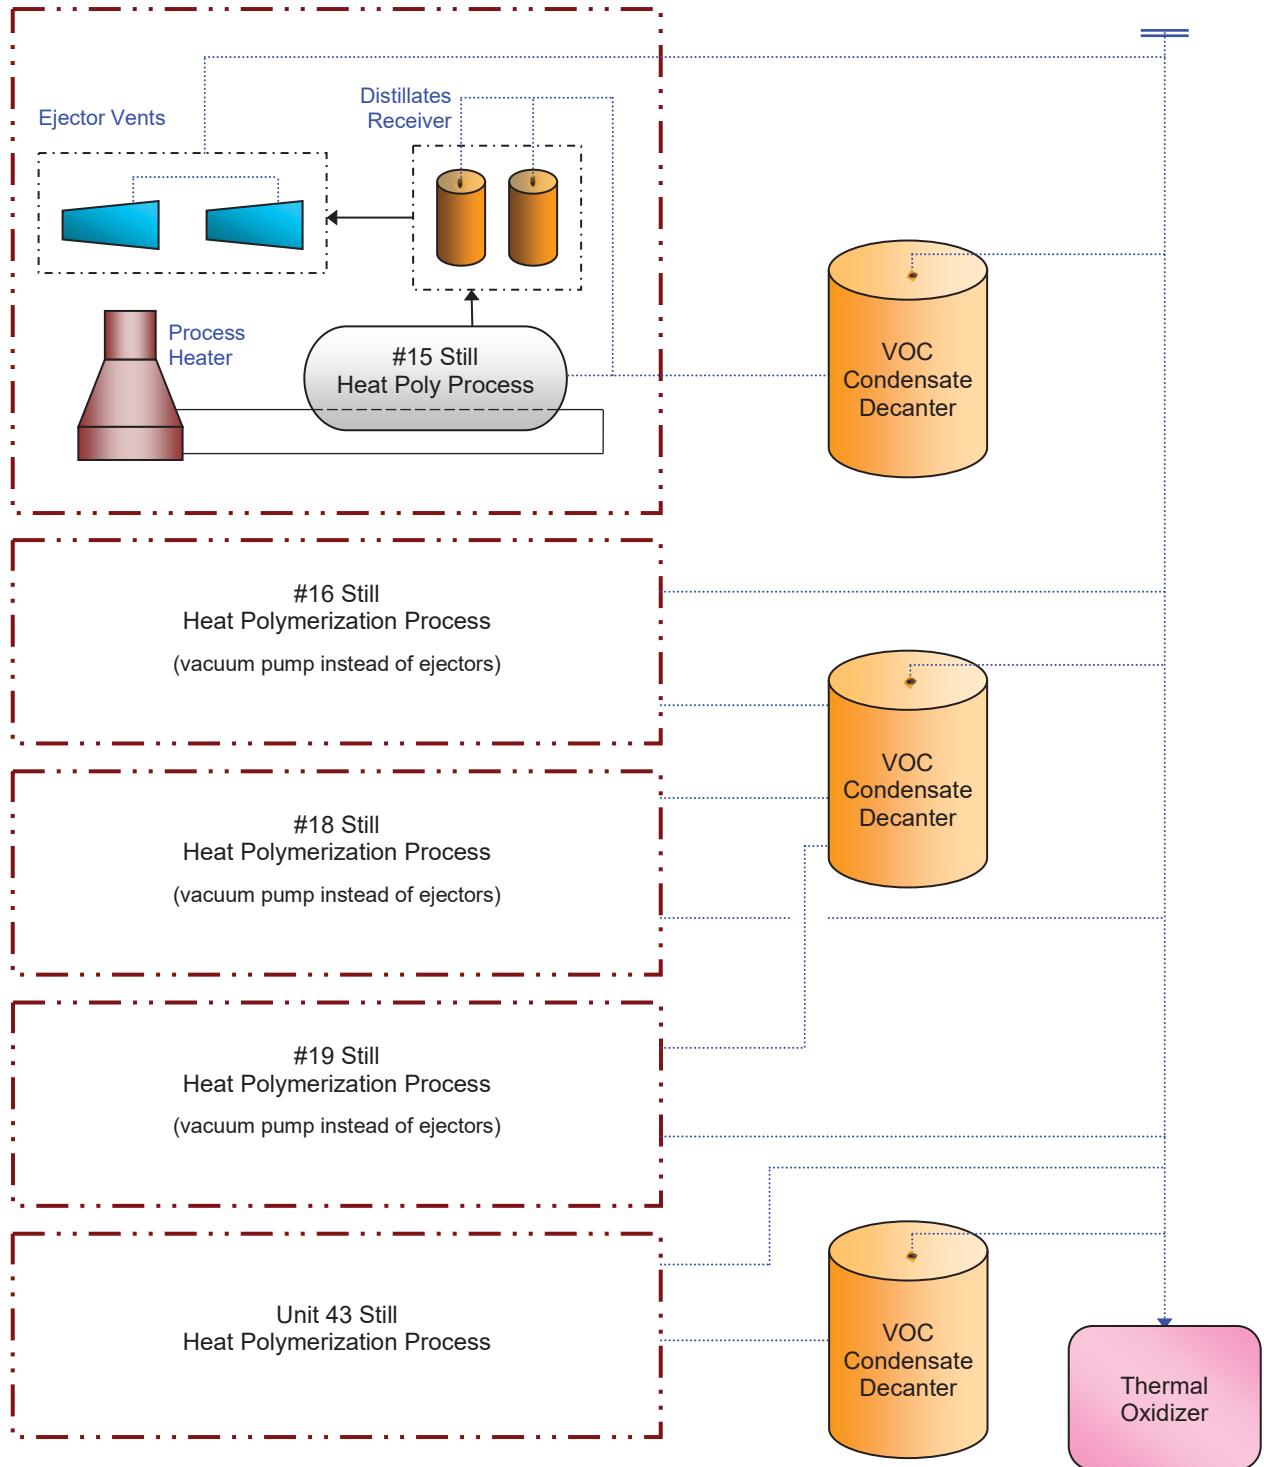 Ejector Vents
Distillates
Receiver
Process
Heater
#15 Still
Heat Poly Process
VOC
Condensate
Decanter
#16 Still
Heat Polymerization Process
(vacuum pump instead of ejectors)
VOC
Condensate
Decanter
#18 Still
Heat Polymerization Process
(vacuum pump instead of ejectors)
#19 Still
Heat Polymerization Process
(vacuum pump instead of ejectors)
Unit 43 Still
Heat Polymerization Process
VOC
Condensate
Decanter
Thermal
Oxidizer